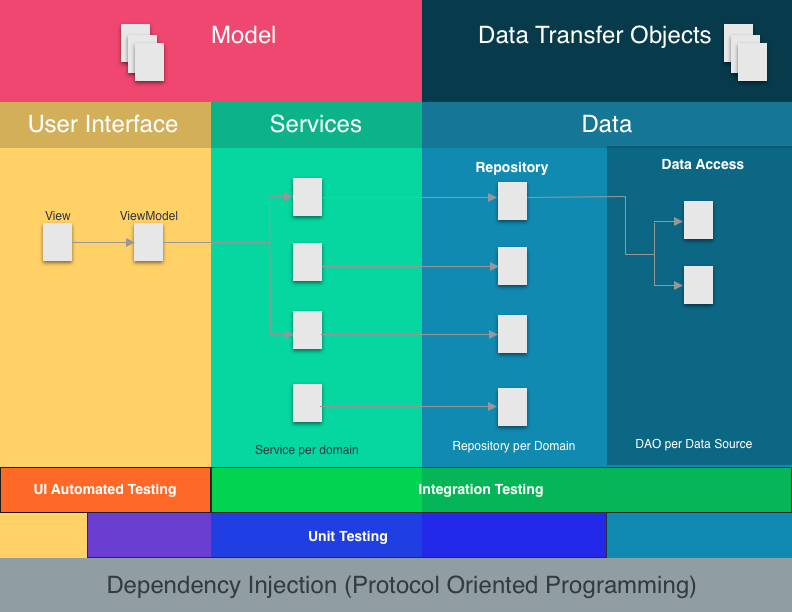 Model
Data Transfer Objects
User Interface
Services
Data
Repository
Data Access
View
ViewModel
Service per domain
Repository per Domain
DAO per Data Source
UI Automated Testing
Integration Testing
Unit Testing
Dependency Injection (Protocol Oriented Programming)